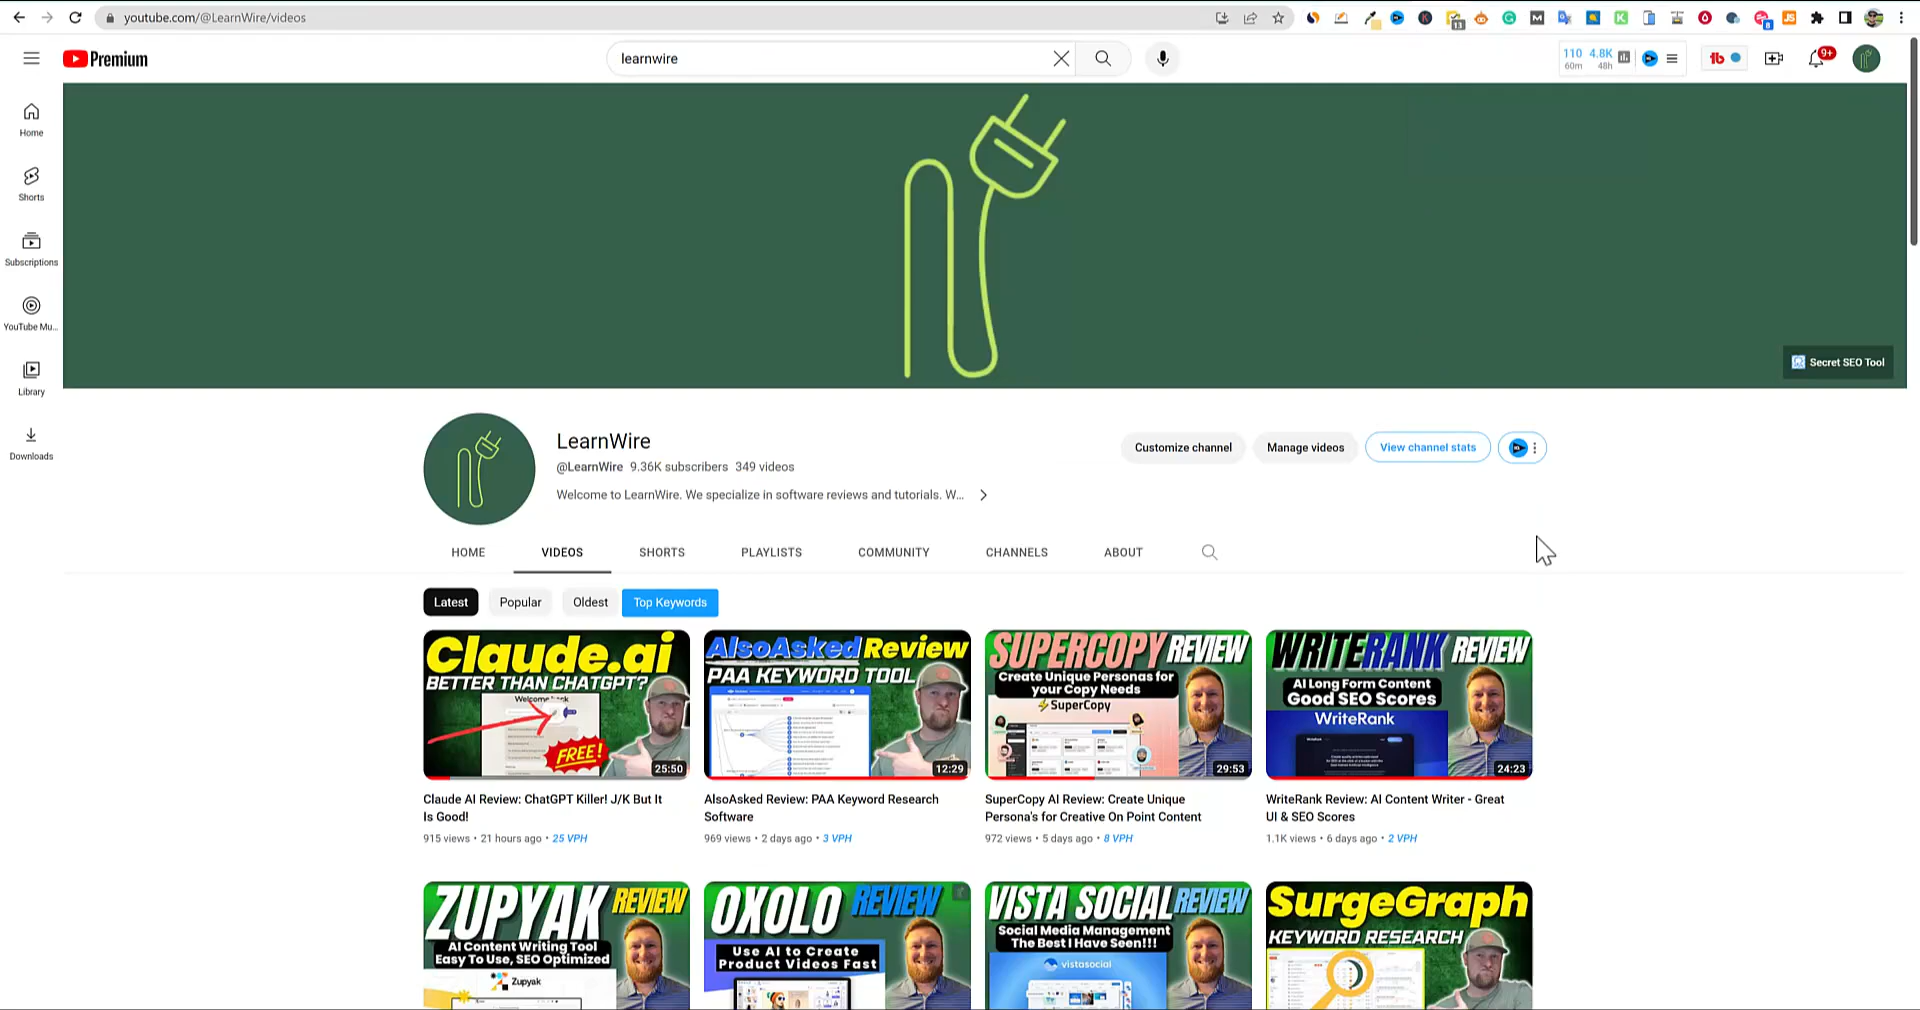 youtube.com/@LearnWire/videos
13
8
Premium
learnwire
110 4.8K
60m 48h
9+
Home
Shorts
Subscriptions
YouTube Mu...
Library
Downloads
Secret SEO Tool
LearnWire
@LearnWire 9.36K subscribers 349 videos
Welcome to LearnWire. We specialize in software reviews and tutorials. W...
Customize channel
Manage videos
View channel stats
HOME
VIDEOS
SHORTS
PLAYLISTS
COMMUNITY
CHANNELS
ABOUT
Latest
Popular
Oldest
Top Keywords
Claude.ai
BETTER THAN CHATGPT?
FREE!
25:50
Claude AI Review: ChatGPT Killer! J/K But It
Is Good!
915 views • 21 hours ago • 25 VPH
AlsoAsked Review
PAA KEYWORD TOOL
12:29
AlsoAsked Review: PAA Keyword Research
Software
969 views • 2 days ago • 3 VPH
SUPERCOPY REVIEW
Create Unique Personas for
your Copy Needs
SuperCopy
29:53
SuperCopy AI Review: Create Unique
Persona's for Creative On Point Content
972 views • 5 days ago • 8 VPH
WRITERANK REVIEW
AI Long Form Content
Good SEO Scores
WriteRank
24:23
WriteRank Review: AI Content Writer - Great
UI & SEO Scores
1.1K views • 6 days ago • 2 VPH
ZUPYAK REVIEW
AI Content Writing Tool
Easy To Use, SEO Optimized
Zupyak
OXOLO REVIEW
Use AI to Create
Product Videos Fast
VISTA SOCIAL REVIEW
Social Media Management
The Best I Have Seen!!!
vistasocial
SurgeGraph
KEYWORD RESEARCH